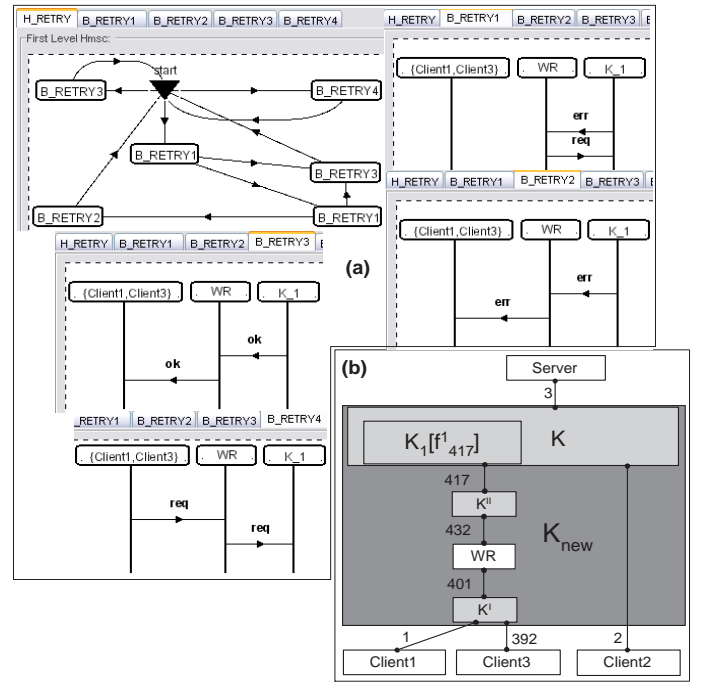 H_RETRY B_RETRY1 B_RETRY2 B_RETRY3 B_RETRY4
First Level Hmsc:
start
B_RETRY3
B_RETRY4
B_RETRY1
B_RETRY3
B_RETRY2
B_RETRY1
H_RETRY B_RETRY1 B_RETRY2 B_RETRY3
{Client1,Client3} WR K_1
err
req
H_RETRY B_RETRY1 B_RETRY2 B_RETRY3
{Client1,Client3} WR K_1
err
err
H_RETRY B_RETRY1 B_RETRY2 B_RETRY3
(a)
{Client1,Client3} WR K_1
ok
ok
_RETRY1 B_RETRY2 B_RETRY3 B_RETRY4
{Client1,Client3} WR K_1
req
req
(b)
Server
3
K₁[f¹₄₁₇] K
417
Kᴵᴵ
432
Knew
WR
401
Kᴵ
1 392 2
Client1 Client3 Client2